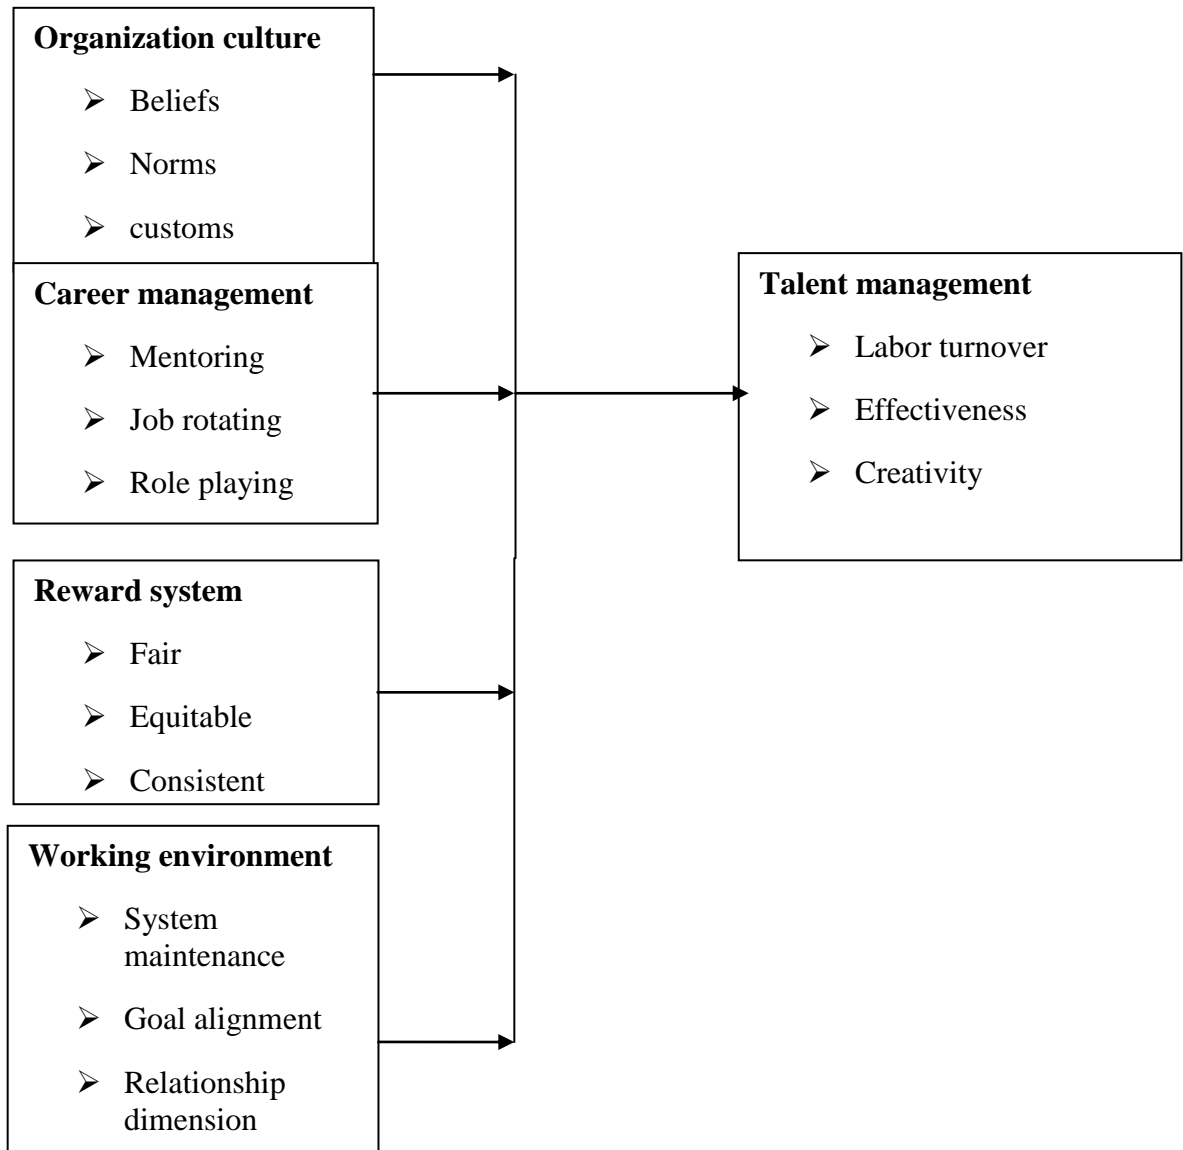 Organization culture
➢ Beliefs
➢ Norms
➢ customs
Career management
➢ Mentoring
➢ Job rotating
➢ Role playing
Talent management
➢ Labor turnover
➢ Effectiveness
➢ Creativity
Reward system
➢ Fair
➢ Equitable
➢ Consistent
Working environment
➢ System
maintenance
➢ Goal alignment
➢ Relationship
dimension